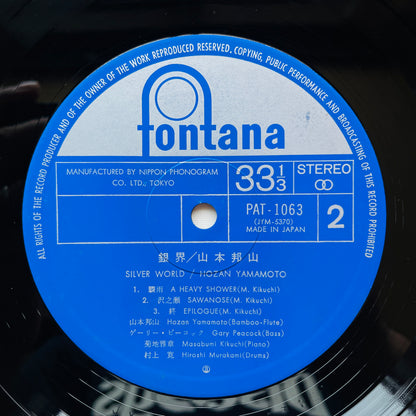 ALL RIGHTS OF THE RECORD PRODUCER AND OF THE OWNER OF THE WORK REPRODUCED RESERVED. COPYING, PUBLIC PERFORMANCE AND BROADCASTING OF THIS RECORD PROHIBITED
fontana
MANUFACTURED BY NIPPON PHONOGRAM
CO. LTD., TOKYO
33 1/3
STEREO
PAT-1063
(JYM-5370)
MADE IN JAPAN
2
銀界/山本邦山
SILVER WORLD / HOZAN YAMAMOTO
1. 驟雨 A HEAVY SHOWER(M. Kikuchi)
2. 沢之瀬 SAWANOSE(M. Kikuchi)
3. 終 EPILOGUE(M. Kikuchi)
山本邦山 Hozan Yamamoto(Bamboo-Flute)
ゲーリー・ピーコック Gary Peacock(Bass)
菊地雅章 Masabumi Kikuchi(Piano)
村上 寛 Hiroshi Murakami(Drums)